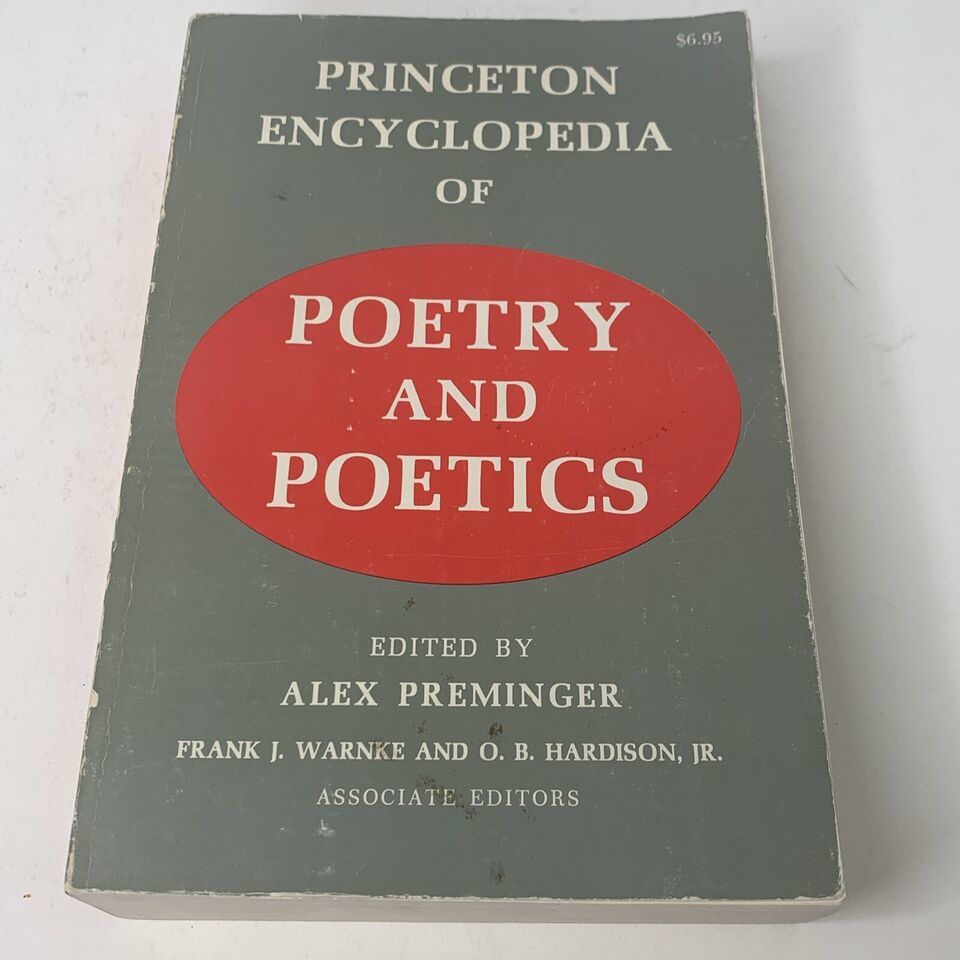 $6.95
PRINCETON
ENCYCLOPEDIA
OF
POETRY
AND
POETICS
EDITED BY
ALEX PREMINGER
FRANK J. WARNKE AND O. B. HARDISON, JR.
ASSOCIATE EDITORS